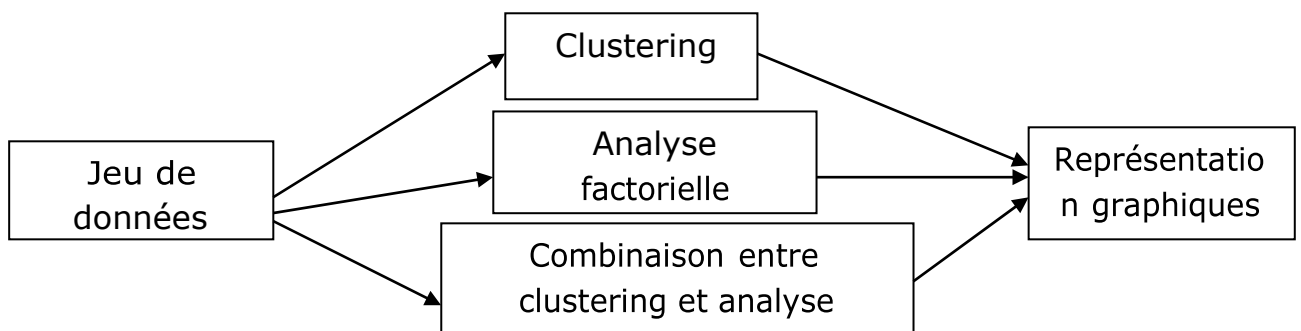 Clustering
Jeu de
données
Analyse
factorielle
Combinaison entre
clustering et analyse
Représentatio
n graphiques